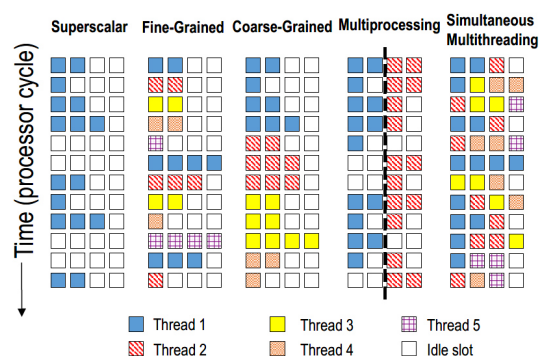 Superscalar
Fine-Grained
Coarse-Grained
Multiprocessing
Simultaneous
Multithreading
Time (processor cycle)
Thread 1
Thread 3
Thread 5
Thread 2
Thread 4
Idle slot